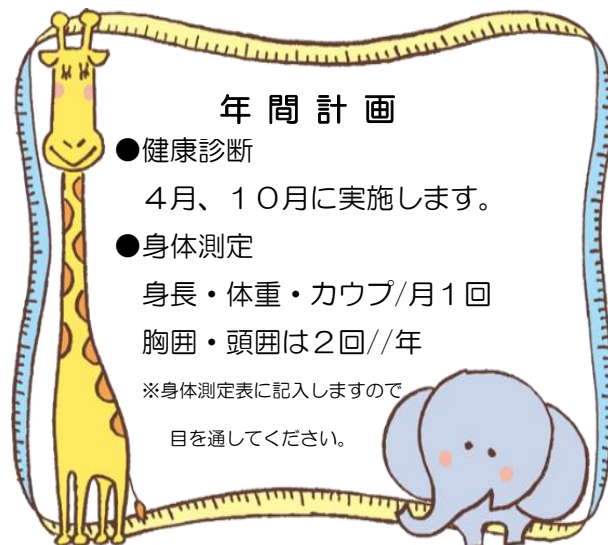 年間計画
●健康診断
４月、１０月に実施します。
●身体測定
身長・体重・カウプ/月１回
胸囲・頭囲は２回//年
※身体測定表に記入しますので
目を通してください。